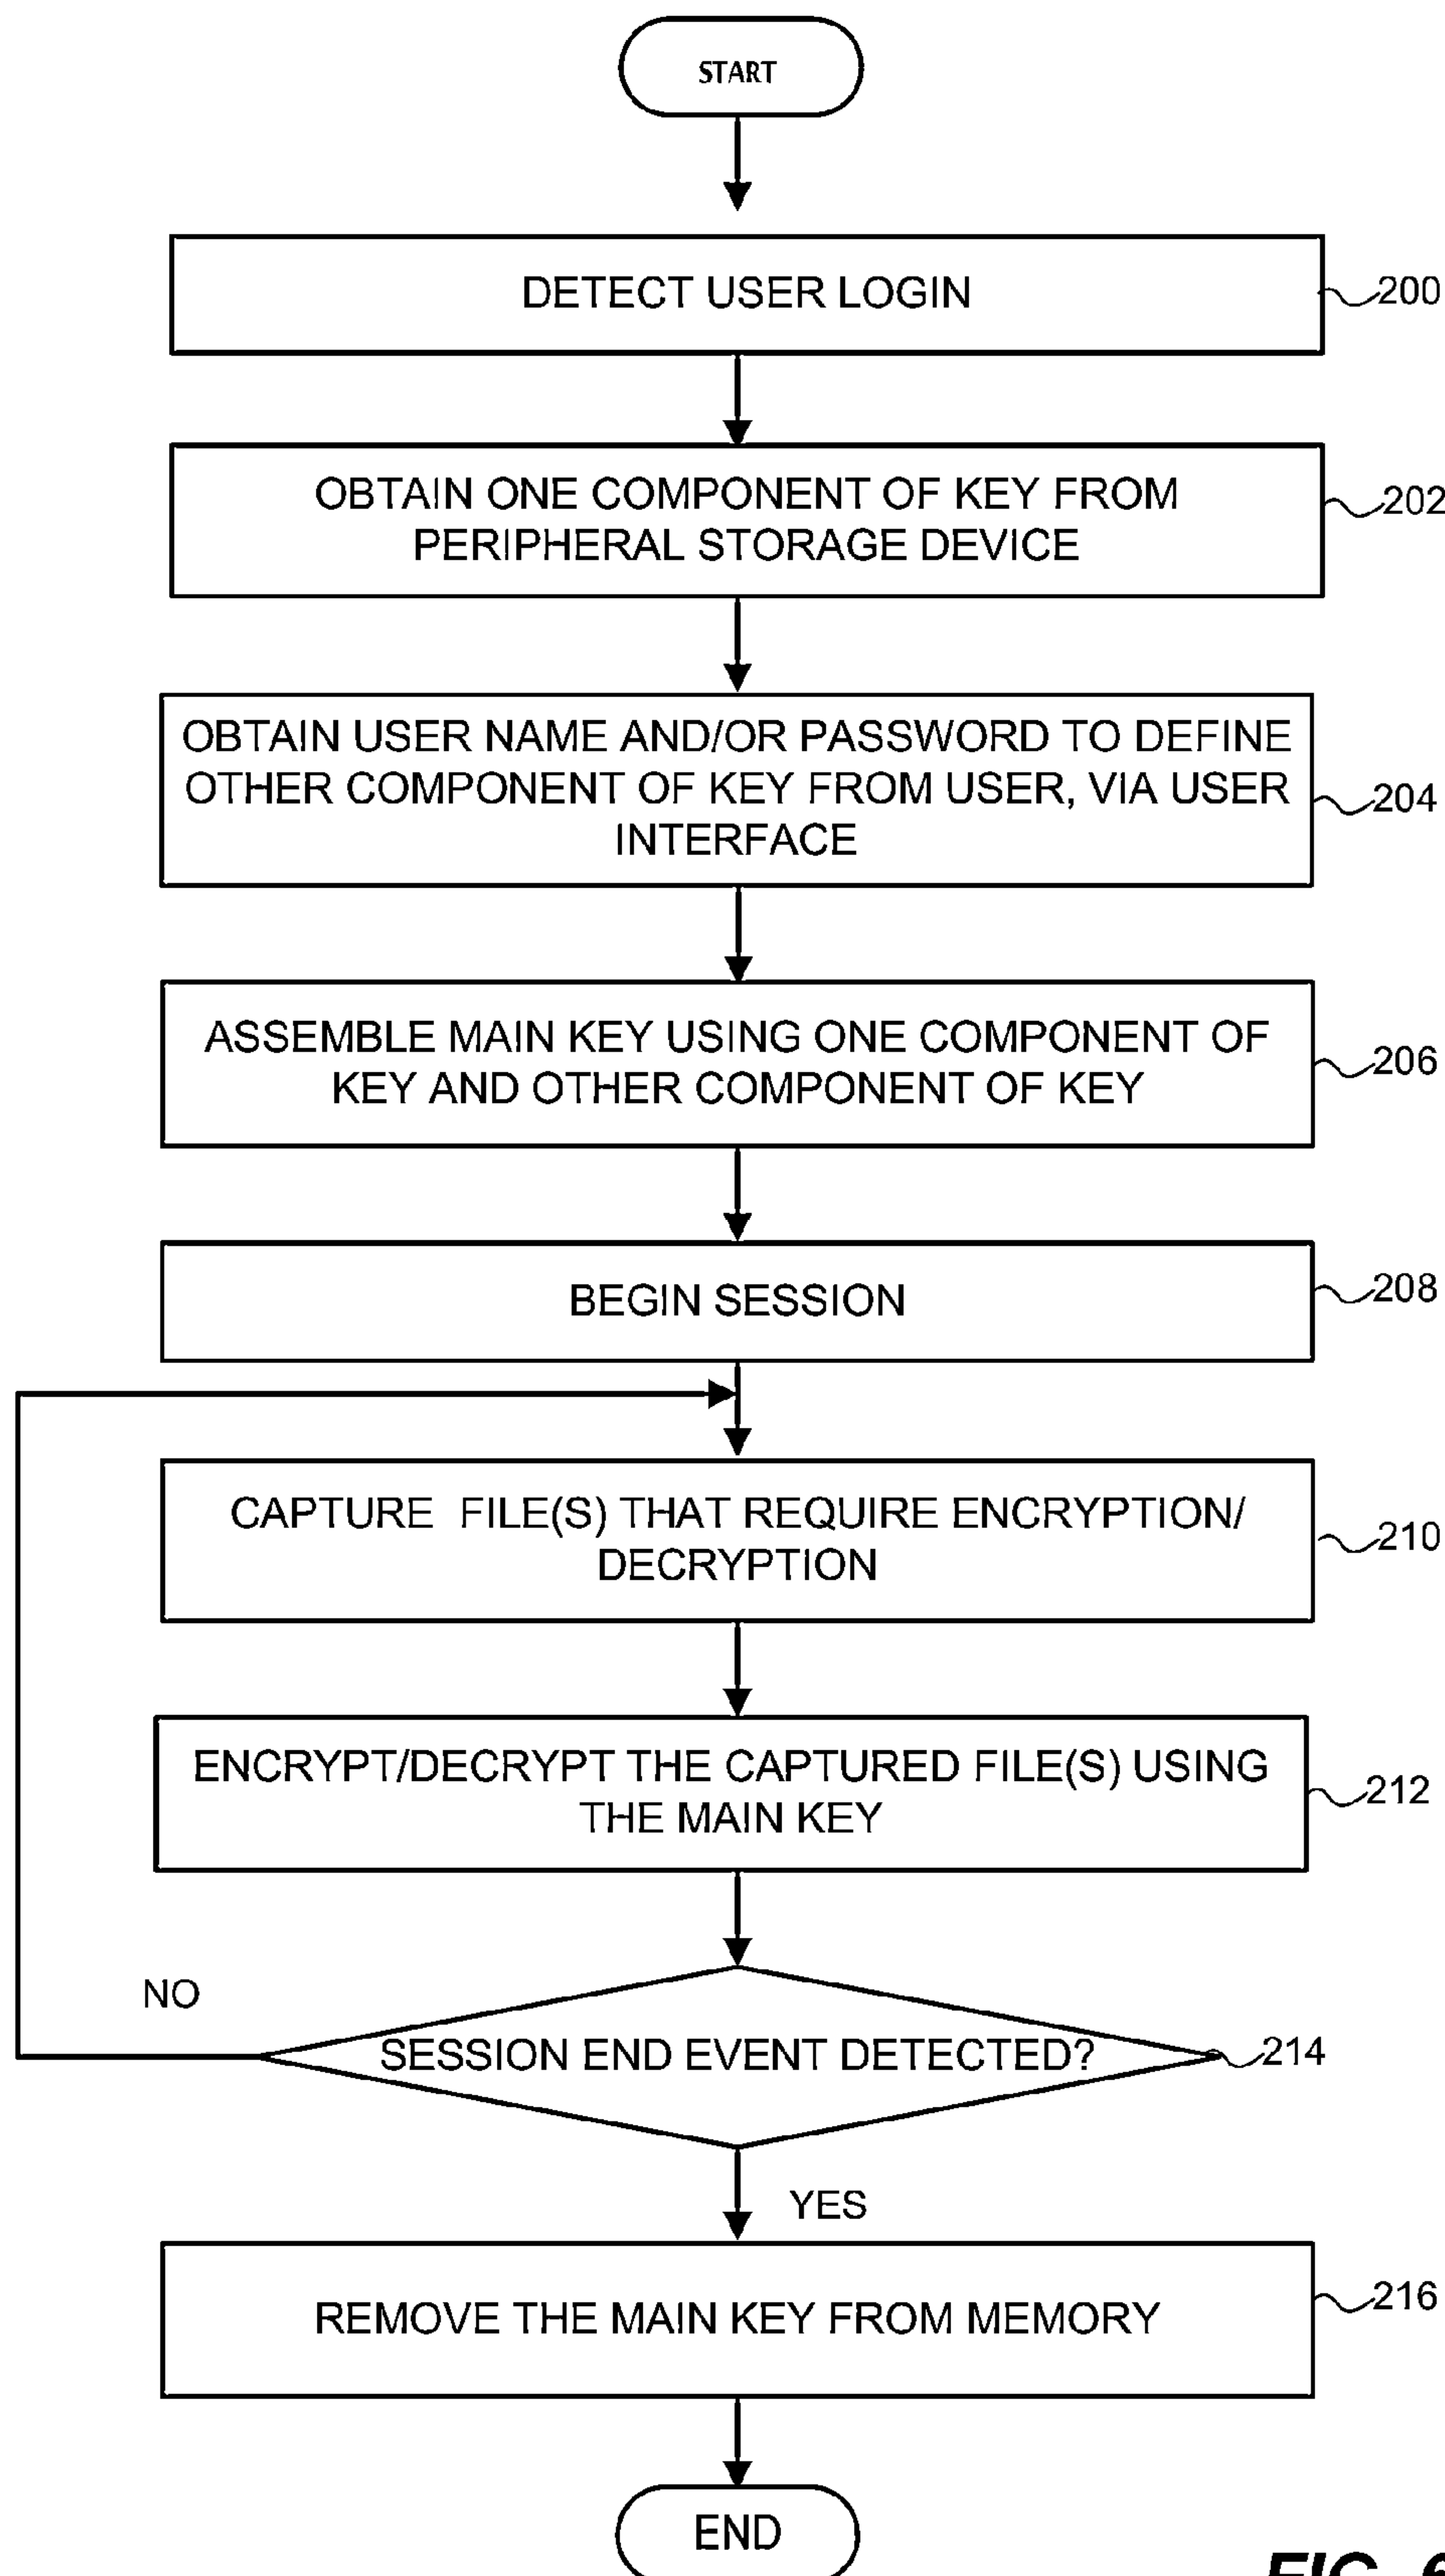 START
DETECT USER LOGIN
200
OBTAIN ONE COMPONENT OF KEY FROM
PERIPHERAL STORAGE DEVICE
202
OBTAIN USER NAME AND/OR PASSWORD TO DEFINE
OTHER COMPONENT OF KEY FROM USER, VIA USER
INTERFACE
204
ASSEMBLE MAIN KEY USING ONE COMPONENT OF
KEY AND OTHER COMPONENT OF KEY
206
BEGIN SESSION
208
CAPTURE FILE(S) THAT REQUIRE ENCRYPTION/
DECRYPTION
210
ENCRYPT/DECRYPT THE CAPTURED FILE(S) USING
THE MAIN KEY
212
NO
SESSION END EVENT DETECTED?
214
YES
REMOVE THE MAIN KEY FROM MEMORY
216
END
FIG. 6